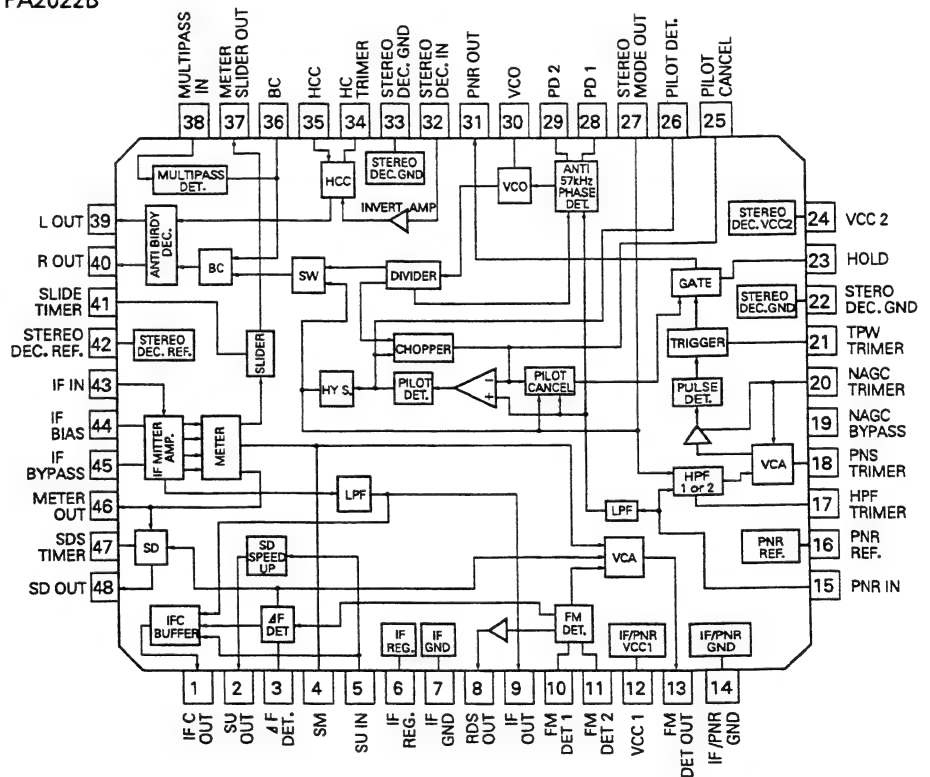 PA2022B
MULTIPASS IN
METER SLIDER OUT
BC
HCC
HC TRIMER
STEREO DEC. GND
STEREO DEC. IN
PNR OUT
VCO
PD 2
PD 1
STEREO MODE OUT
PILOT DET.
PILOT CANCEL
38 37 36 35 34 33 32 31 30 29 28 27 26 25
MULTIPASS DET.
HCC
STEREO DEC. GND
INVERT AMP
VCO
ANTI 57kHz PHASE DET.
STEREO DEC. VCC2
L OUT 39
R OUT 40
SLIDE TIMER 41
STEREO DEC. REF. 42
IF IN 43
IF BIAS 44
IF BYPASS 45
METER OUT 46
SDS TIMER 47
SD OUT 48
24 VCC 2
23 HOLD
22 STERO DEC. GND
21 TPW TRIMER
20 NAGC TRIMER
19 NAGC BYPASS
18 PNS TRIMER
17 HPF TRIMER
16 PNR REF.
15 PNR IN
ANTI BIRDY DEC.
BC
SW
DIVIDER
GATE
STEREO DEC.GND
STEREO DEC. REF.
SLIDER
CHOPPER
TRIGGER
HY S.
PILOT DET.
−
+
PILOT CANCEL
PULSE DET.
IF MITTER AMP.
METER
LPF
HPF 1 or 2
VCA
LPF
PNR REF.
SD
SD SPEED UP
VCA
IFC BUFFER
⊿F DET
IF REG.
IF GND
FM DET.
IF/PNR VCC1
IF/PNR GND
1 2 3 4 5 6 7 8 9 10 11 12 13 14
IF C OUT
SU OUT
⊿ F DET.
SM
SU IN
IF REG.
IF GND
RDS OUT
IF OUT
FM DET 1
FM DET 2
VCC 1
FM DET OUT
IF /PNR GND